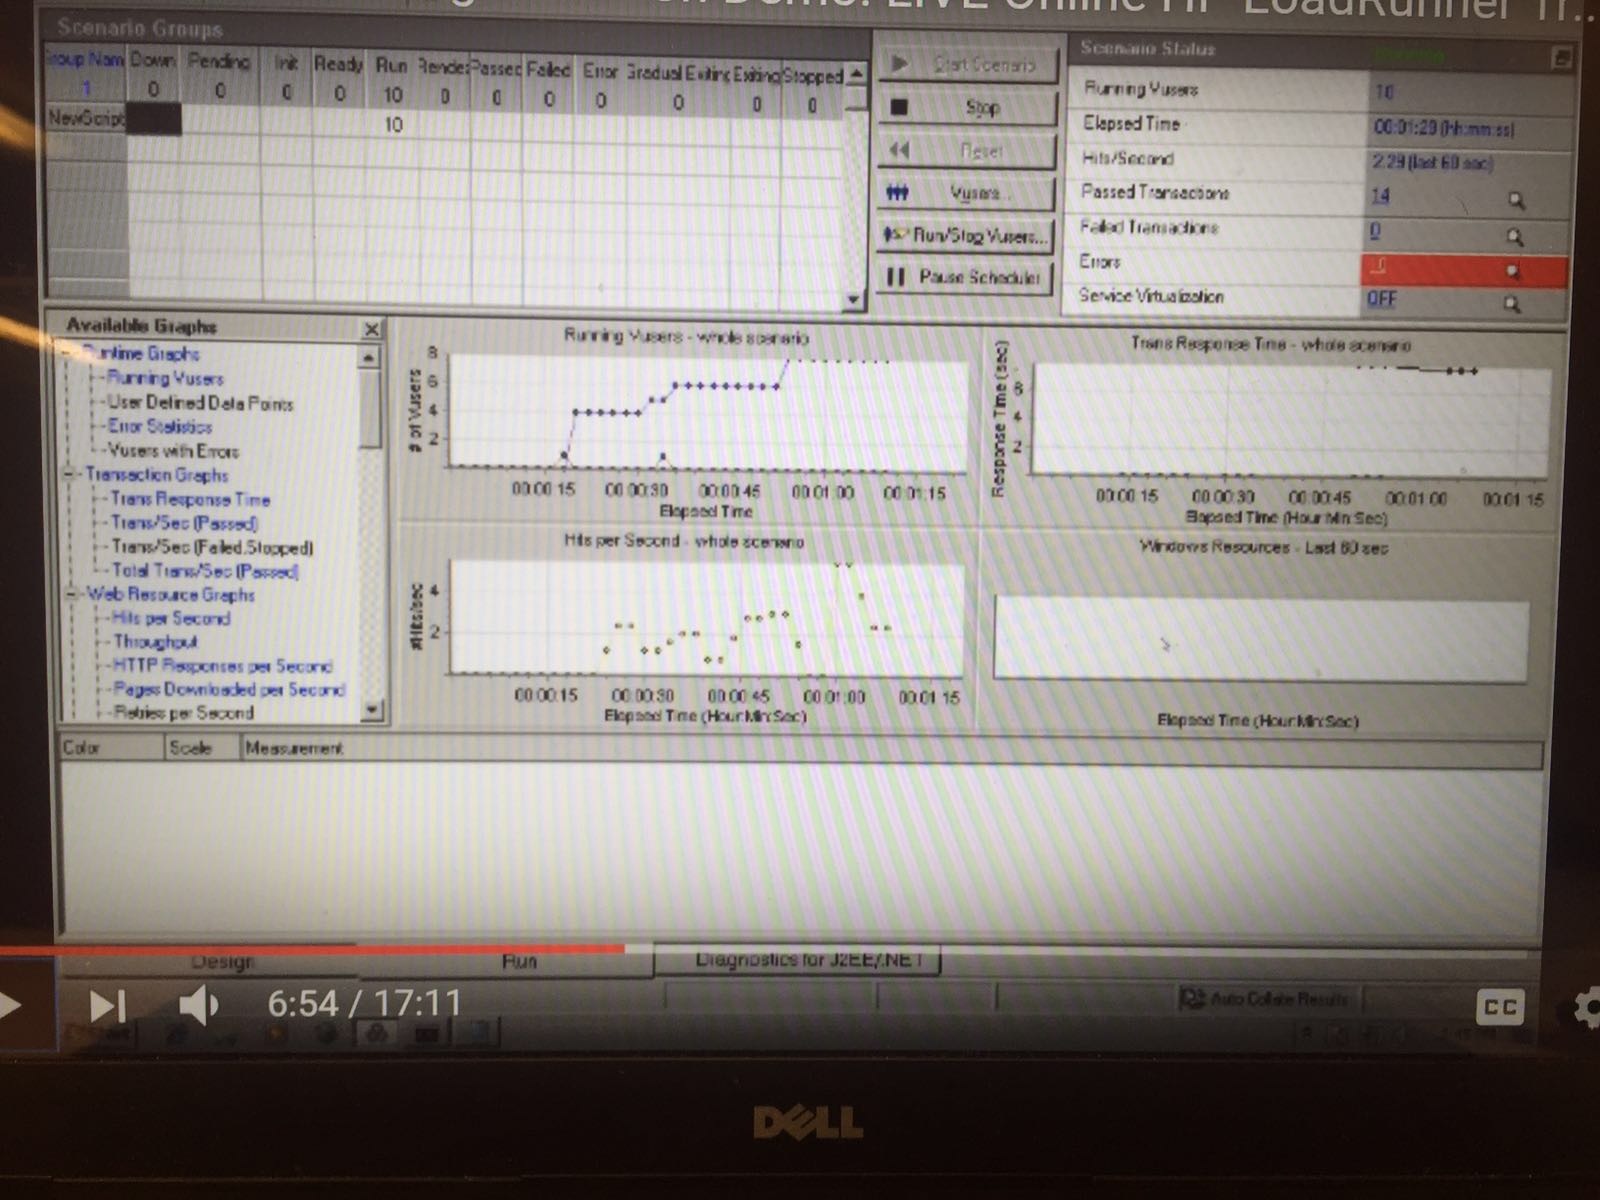 Demo: LIVE Online HP LoadRunner Tr...
Scenario Groups
Group Nam Down Pending Init Ready Run Rendez Passed Failed Error Gradual Exiting Exiting Stopped
1 0 0 0 0 10 0 0 0 0 0 0 0
NewScript 10
Start Scenario
Stop
Reset
Vusers...
Run/Stop Vusers...
Pause Scheduler
Scenario Status
Running Vusers 10
Elapsed Time 00:01:29 (hh:mm:ss)
Hits/Second 2.29 (last 60 sec)
Passed Transactions 14
Failed Transactions 0
Errors
Service Virtualization OFF
Available Graphs X
Runtime Graphs
Running Vusers
User Defined Data Points
Error Statistics
Vusers with Errors
Transaction Graphs
Trans Response Time
Trans/Sec (Passed)
Trans/Sec (Failed,Stopped)
Total Trans/Sec (Passed)
Web Resource Graphs
Hits per Second
Throughput
HTTP Responses per Second
Pages Downloaded per Second
Retries per Second
Running Vusers - whole scenario
# of Vusers
8
6
4
2
00:00:15 00:00:30 00:00:45 00:01:00 00:01:15
Elapsed Time
Trans Response Time - whole scenario
Response Time (sec)
4
2
00:00:15 00:00:30 00:00:45 00:01:00 00:01:15
Elapsed Time (Hour:Min:Sec)
Hits per Second - whole scenario
#Hits/sec
4
2
00:00:15 00:00:30 00:00:45 00:01:00 00:01:15
Elapsed Time (Hour:Min:Sec)
Windows Resources - Last 60 sec
Elapsed Time (Hour:Min:Sec)
Color Scale Measurement
Design Run Diagnostics for J2EE/.NET
Auto Collate Results
6:54 / 17:11
CC
DELL